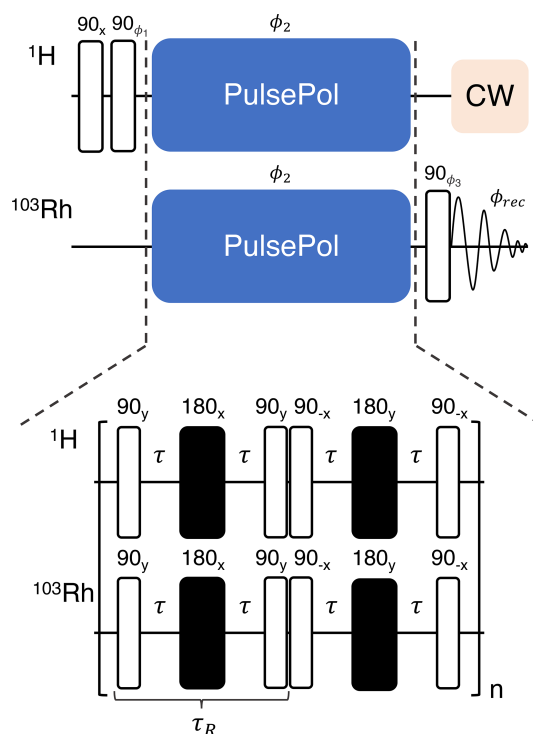 90ₓ 90ϕ₁ ϕ₂
¹H
PulsePol
CW
ϕ₂
90ϕ₃
ϕrec
¹⁰³Rh
PulsePol
90y 180x 90y 90-x 180y 90-x
¹H
τ τ τ τ
90y 180x 90y 90-x 180y 90-x
¹⁰³Rh
τ τ τ τ
n
τR